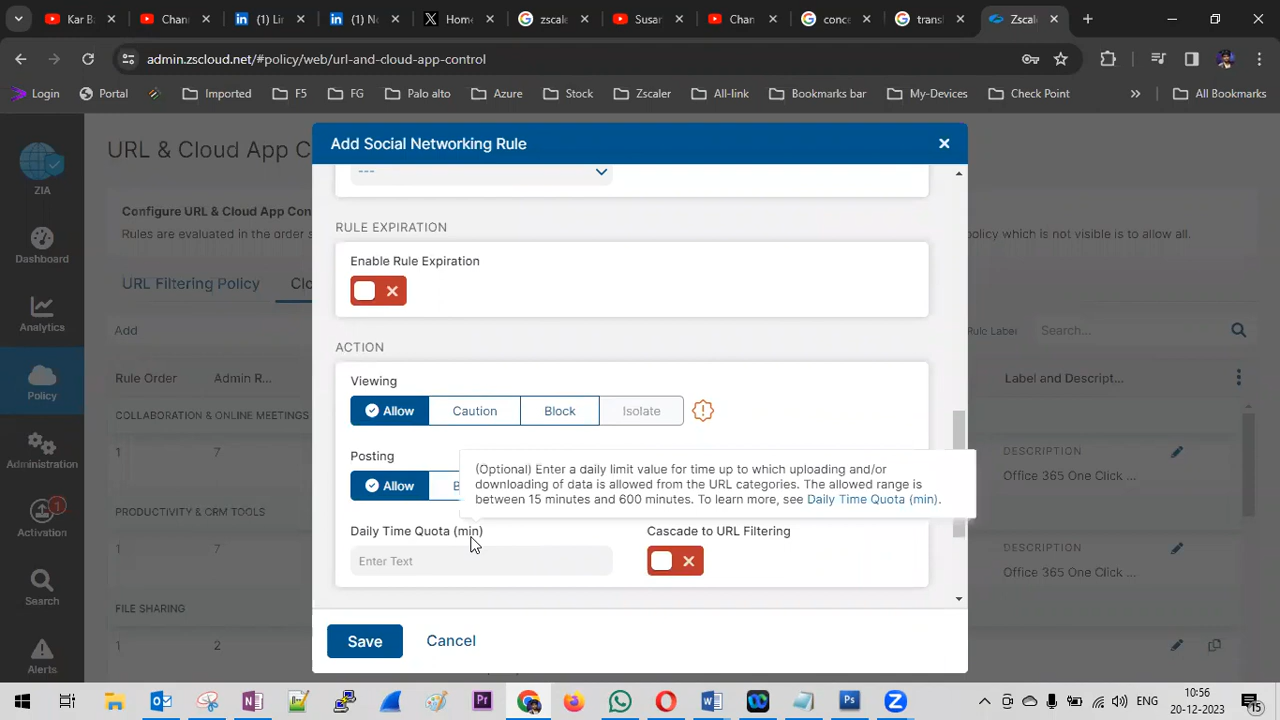 Kar Ba
Chan
(1) Lir
(1) N
Home
zscale
Susar
Chan
conce
transl
Zscale
admin.zscloud.net/#policy/web/url-and-cloud-app-control
Login
Portal
Imported
F5
FG
Palo alto
Azure
Stock
Zscaler
All-link
Bookmarks bar
My-Devices
Check Point
»
All Bookmarks
URL & Cloud App C
Add Social Networking Rule
ZIA
---
Configure URL & Cloud App Con
Rules are evaluated in the order s
policy which is not visible is to allow all.
RULE EXPIRATION
Dashboard
Enable Rule Expiration
URL Filtering Policy
Clo
Analytics
Add
Rule Label
Search...
ACTION
Policy
Rule Order
Admin R...
Viewing
Label and Descript...
COLLABORATION & ONLINE MEETINGS
Allow
Caution
Block
Isolate
Administration
1
7
Posting
DESCRIPTION
Office 365 One Click ...
Allow
B
(Optional) Enter a daily limit value for time up to which uploading and/or
downloading of data is allowed from the URL categories. The allowed range is
between 15 minutes and 600 minutes. To learn more, see Daily Time Quota (min).
1
Activation
PRODUCTIVITY & CRM TOOLS
Daily Time Quota (min)
Cascade to URL Filtering
1
7
Enter Text
DESCRIPTION
Office 365 One Click ...
Search
FILE SHARING
1
2
Save
Cancel
Alerts
ENG
10:56
20-12-2023
15